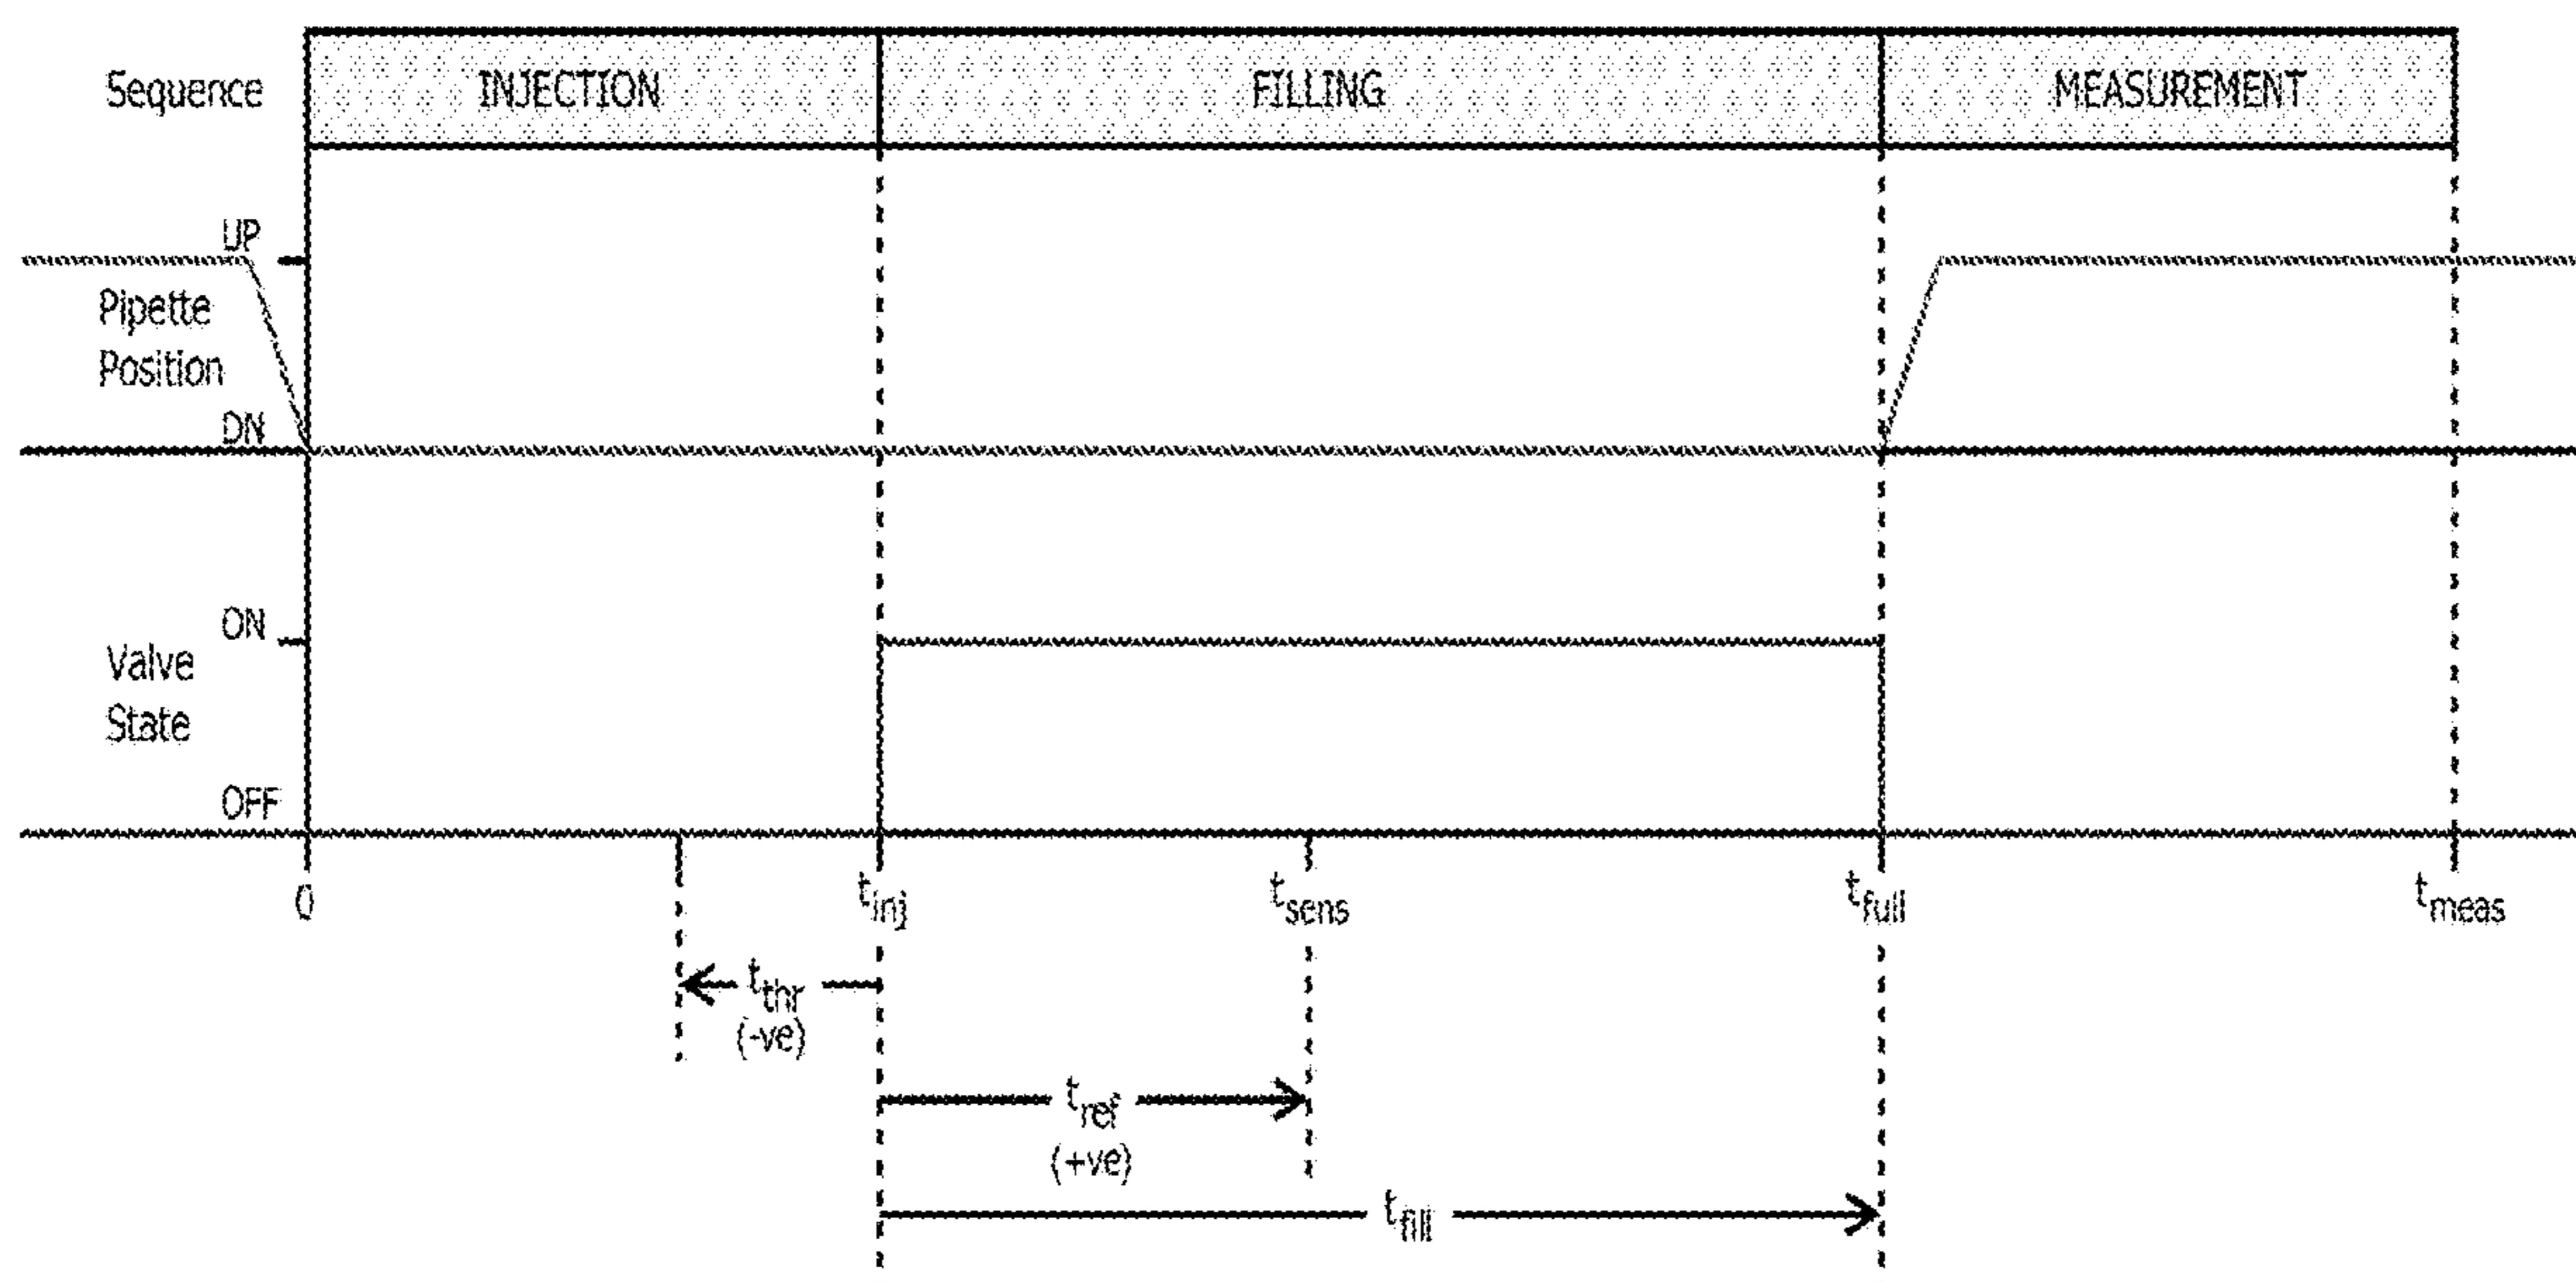 Sequence INJECTION FILLING MEASUREMENT
UP
Pipette
Position
DN
ON
Valve
State
OFF
0 t_inj t_sens t_full t_meas
t_thr
(-ve)
t_ref
(+ve)
t_fill